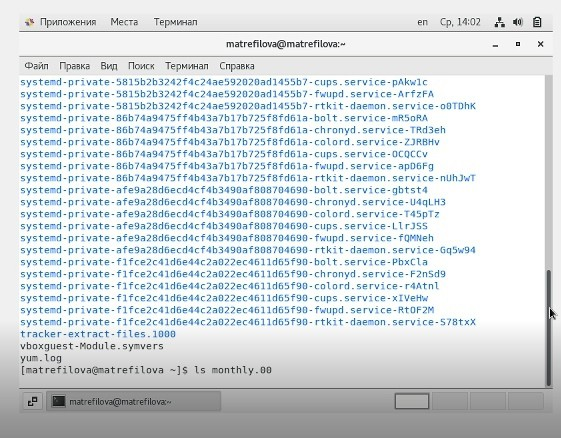 Приложения Места Терминал en Ср, 14:02
matrefilova@matrefilova:~
Файл Правка Вид Поиск Терминал Справка
systemd-private-5815b2b3242f4c24ae592020ad1455b7-cups.service-pAkw1c
systemd-private-5815b2b3242f4c24ae592020ad1455b7-fwupd.service-ArfzFA
systemd-private-5815b2b3242f4c24ae592020ad1455b7-rtkit-daemon.service-o0TDhK
systemd-private-86b74a9475ff4b43a7b17b725f8fd61a-bolt.service-mR5oRA
systemd-private-86b74a9475ff4b43a7b17b725f8fd61a-chronyd.service-TRd3eh
systemd-private-86b74a9475ff4b43a7b17b725f8fd61a-colord.service-ZJRBHv
systemd-private-86b74a9475ff4b43a7b17b725f8fd61a-cups.service-OCQCCv
systemd-private-86b74a9475ff4b43a7b17b725f8fd61a-fwupd.service-apD6Fg
systemd-private-86b74a9475ff4b43a7b17b725f8fd61a-rtkit-daemon.service-nUhJwT
systemd-private-afe9a28d6ecd4cf4b3490af808704690-bolt.service-gbtst4
systemd-private-afe9a28d6ecd4cf4b3490af808704690-chronyd.service-U4qLH3
systemd-private-afe9a28d6ecd4cf4b3490af808704690-colord.service-T45pTz
systemd-private-afe9a28d6ecd4cf4b3490af808704690-cups.service-LlrJSS
systemd-private-afe9a28d6ecd4cf4b3490af808704690-fwupd.service-fQMNeh
systemd-private-afe9a28d6ecd4cf4b3490af808704690-rtkit-daemon.service-Gq5w94
systemd-private-f1fce2c41d6e44c2a022ec4611d65f90-bolt.service-PbxCla
systemd-private-f1fce2c41d6e44c2a022ec4611d65f90-chronyd.service-F2nSd9
systemd-private-f1fce2c41d6e44c2a022ec4611d65f90-colord.service-r4Atnl
systemd-private-f1fce2c41d6e44c2a022ec4611d65f90-cups.service-xIVeHw
systemd-private-f1fce2c41d6e44c2a022ec4611d65f90-fwupd.service-RtOF2M
systemd-private-f1fce2c41d6e44c2a022ec4611d65f90-rtkit-daemon.service-S78txX
tracker-extract-files.1000
vboxguest-Module.symvers
yum.log
[matrefilova@matrefilova ~]$ ls monthly.00
matrefilova@matrefilova:~